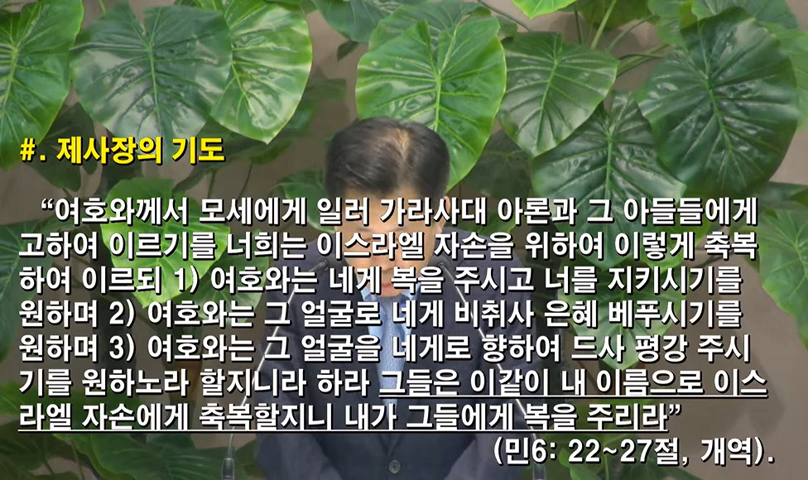 #. 제사장의 기도
“여호와께서 모세에게 일러 가라사대 아론과 그 아들들에게
고하여 이르기를 너희는 이스라엘 자손을 위하여 이렇게 축복
하여 이르되 1) 여호와는 네게 복을 주시고 너를 지키시기를
원하며 2) 여호와는 그 얼굴로 네게 비취사 은혜 베푸시기를
원하며 3) 여호와는 그 얼굴을 네게로 향하여 드사 평강 주시
기를 원하노라 할지니라 하라 그들은 이같이 내 이름으로 이스
라엘 자손에게 축복할지니 내가 그들에게 복을 주리라”
(민6: 22~27절, 개역).